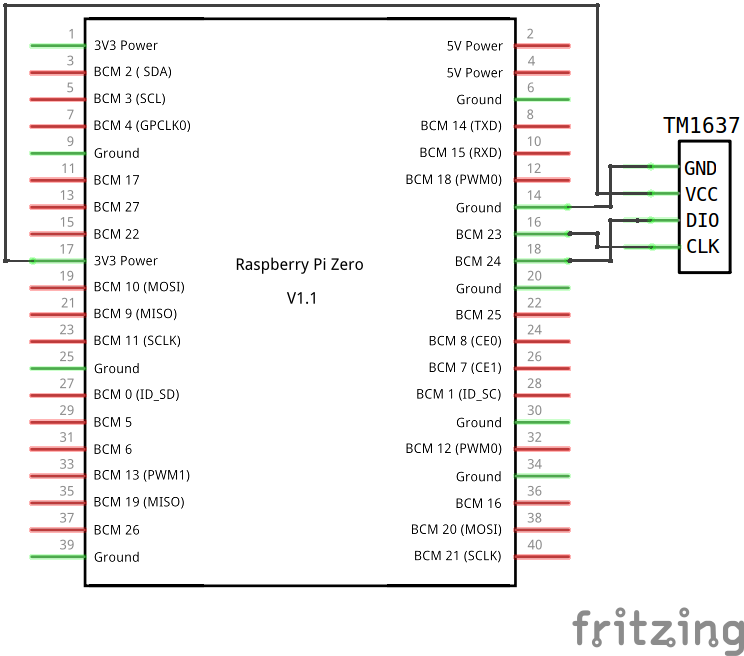 1 3V3 Power 5V Power 2
3 BCM 2 ( SDA) 5V Power 4
5 BCM 3 (SCL) Ground 6
7 BCM 4 (GPCLK0) BCM 14 (TXD) 8
TM1637
9 Ground BCM 15 (RXD) 10
11 BCM 17 BCM 18 (PWM0) 12 GND
13 BCM 27 Ground 14 VCC
15 BCM 22 BCM 23 16 DIO
17 3V3 Power BCM 24 18 CLK
Raspberry Pi Zero
19 BCM 10 (MOSI) Ground 20
V1.1
21 BCM 9 (MISO) BCM 25 22
23 BCM 11 (SCLK) BCM 8 (CE0) 24
25 Ground BCM 7 (CE1) 26
27 BCM 0 (ID_SD) BCM 1 (ID_SC) 28
29 BCM 5 Ground 30
31 BCM 6 BCM 12 (PWM0) 32
33 BCM 13 (PWM1) Ground 34
35 BCM 19 (MISO) BCM 16 36
37 BCM 26 BCM 20 (MOSI) 38
39 Ground BCM 21 (SCLK) 40
fritzing